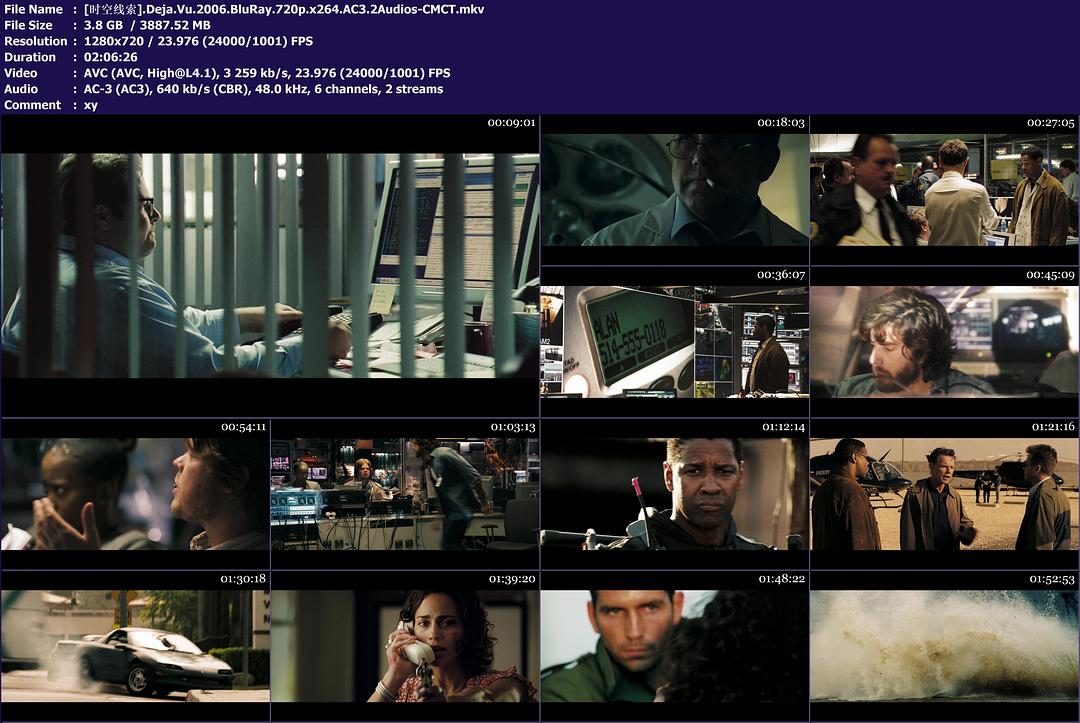 File Name : [时空线索].Deja.Vu.2006.BluRay.720p.x264.AC3.2Audios-CMCT.mkv
File Size : 3.8 GB / 3887.52 MB
Resolution : 1280x720 / 23.976 (24000/1001) FPS
Duration : 02:06:26
Video : AVC (AVC, High@L4.1), 3 259 kb/s, 23.976 (24000/1001) FPS
Audio : AC-3 (AC3), 640 kb/s (CBR), 48.0 kHz, 6 channels, 2 streams
Comment : xy
00:09:01
00:18:03
00:27:05
00:36:07
ALAN
514-555-0118
00:45:09
00:54:11
01:03:13
01:12:14
01:21:16
01:30:18
01:39:20
01:48:22
01:52:53